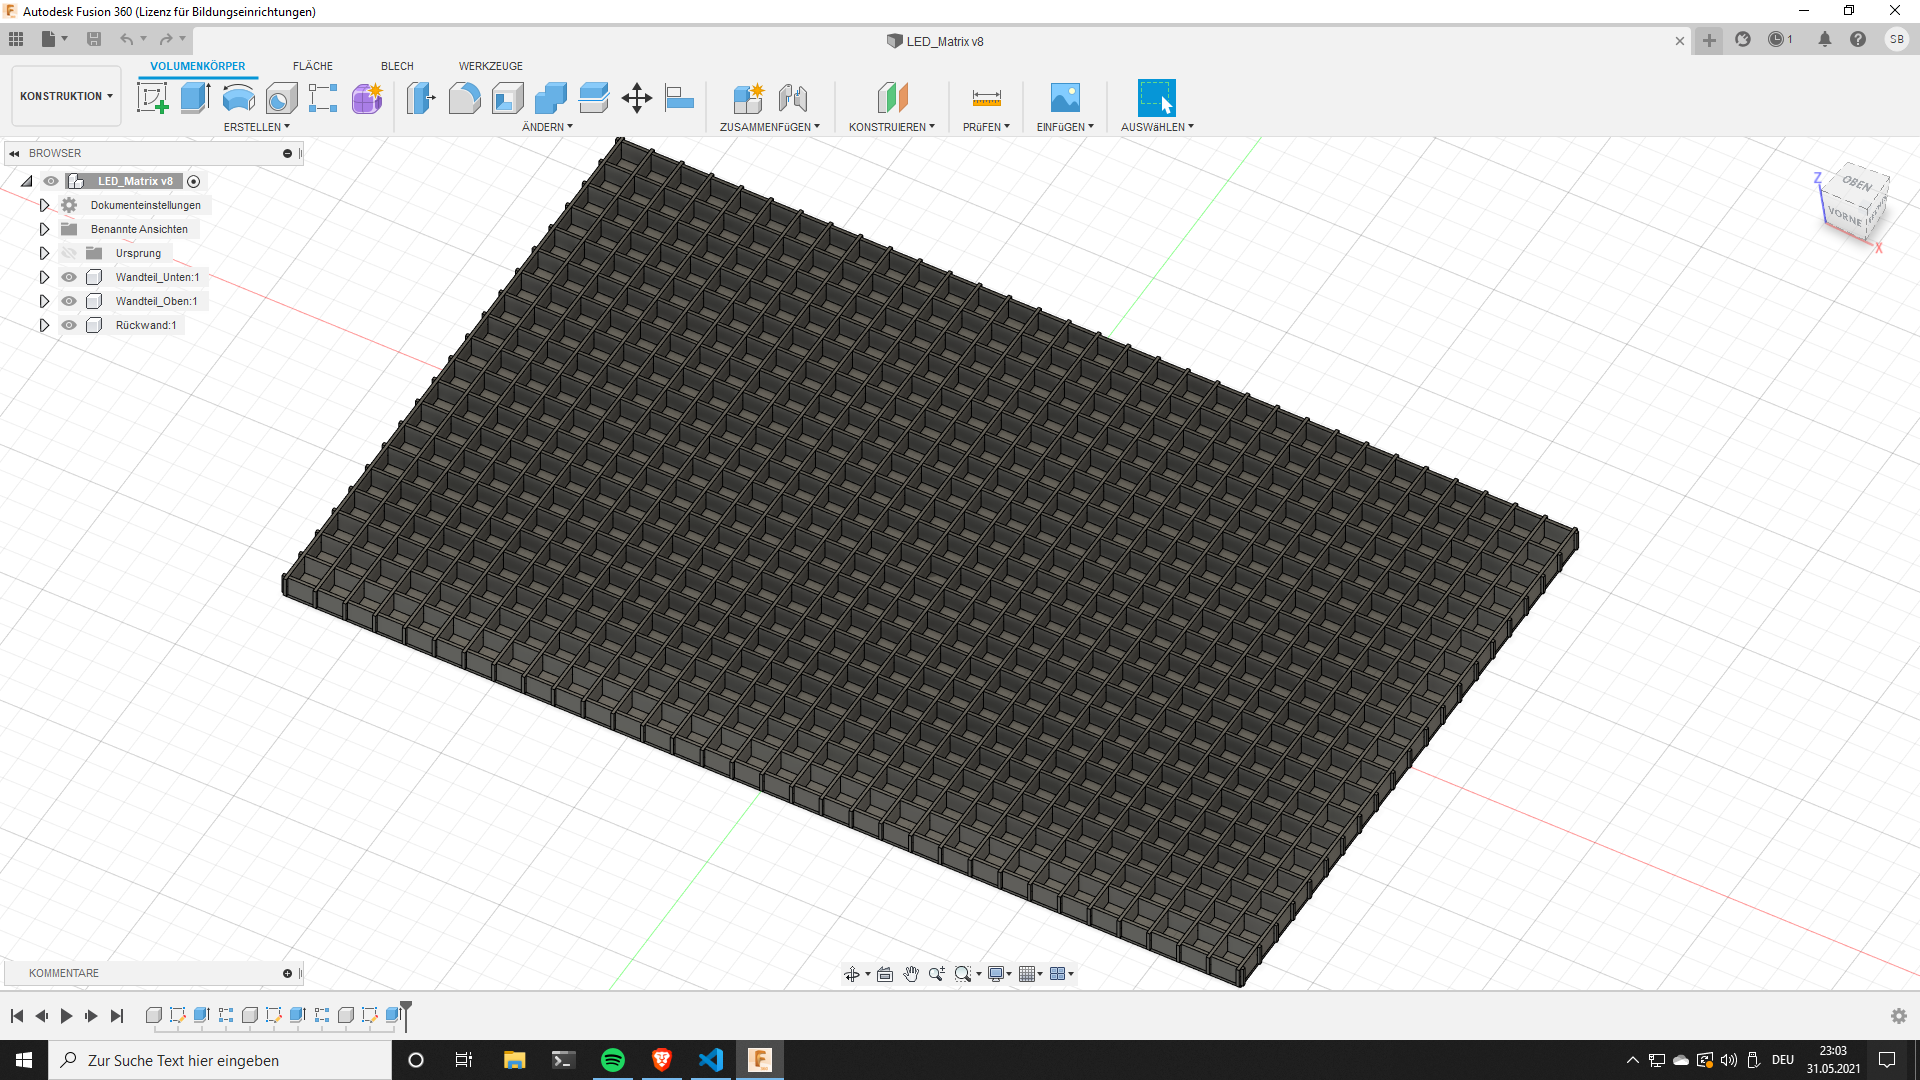 Autodesk Fusion 360 (Lizenz für Bildungseinrichtungen)
LED_Matrix v8
1
SB
KONSTRUKTION
VOLUMENKÖRPER
FLÄCHE
BLECH
WERKZEUGE
ERSTELLEN
ÄNDERN
ZUSAMMENFüGEN
KONSTRUIEREN
PRüFEN
EINFüGEN
AUSWäHLEN
BROWSER
LED_Matrix v8
Dokumenteinstellungen
Benannte Ansichten
Ursprung
Wandteil_Unten:1
Wandteil_Oben:1
Rückwand:1
Z
OBEN
VORNE
X
KOMMENTARE
Zur Suche Text hier eingeben
DEU
23:03
31.05.2021